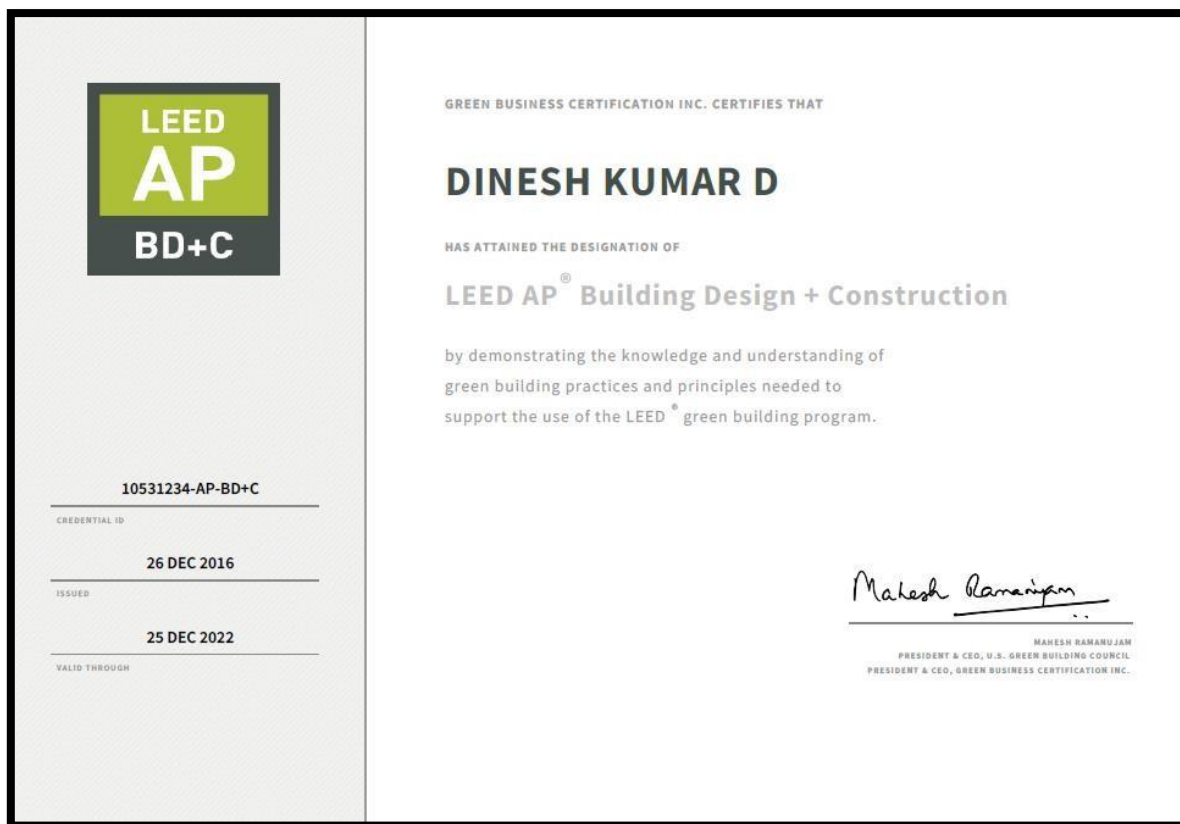 LEED
AP
BD+C
10531234-AP-BD+C
CREDENTIAL ID
26 DEC 2016
ISSUED
25 DEC 2022
VALID THROUGH
GREEN BUSINESS CERTIFICATION INC. CERTIFIES THAT
DINESH KUMAR D
HAS ATTAINED THE DESIGNATION OF
LEED AP® Building Design + Construction
by demonstrating the knowledge and understanding of
green building practices and principles needed to
support the use of the LEED ® green building program.
Mahesh Ramanujam
MAHESH RAMANUJAM
PRESIDENT & CEO, U.S. GREEN BUILDING COUNCIL
PRESIDENT & CEO, GREEN BUSINESS CERTIFICATION INC.